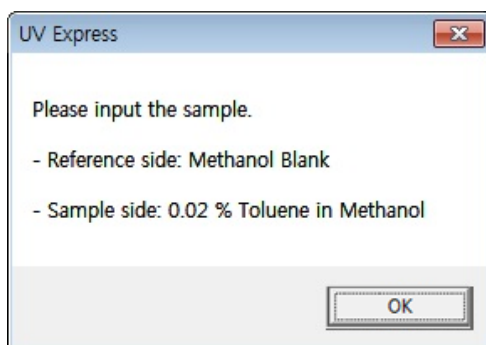 UV Express
Please input the sample.
- Reference side: Methanol Blank
- Sample side: 0.02 % Toluene in Methanol
OK